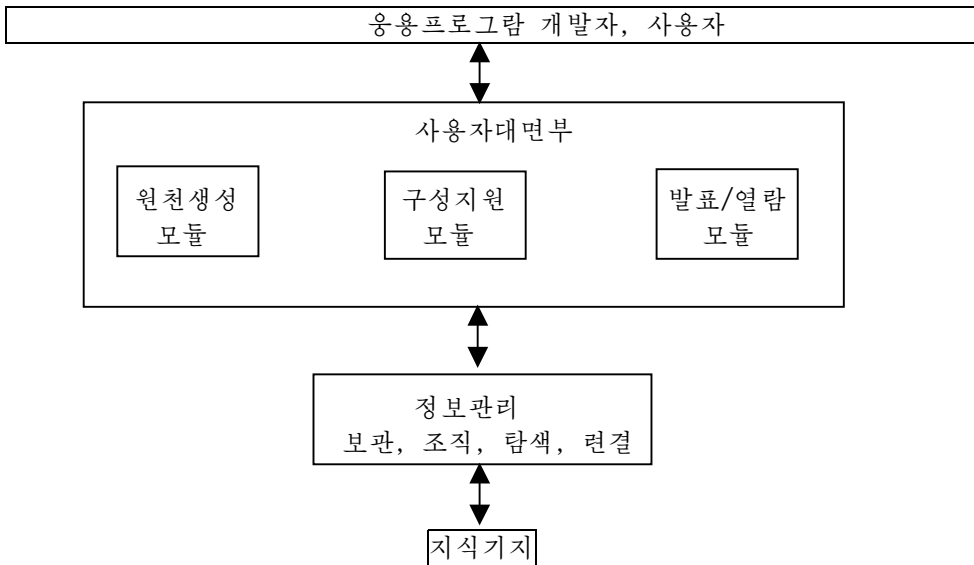 웅용프로그람 개발자, 사용자
사용자대면부
원천생성
모듈
구성지원
모듈
발표/열람
모듈
정보관리
보관, 조직, 탐색, 련결
지식기지